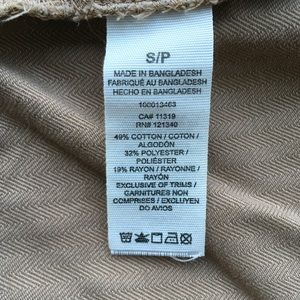 S/P
MADE IN BANGLADESH
FABRIQUÉ AU BANGLADESH
HECHO EN BANGLADESH
100013463
CA# 11319
RN# 121340
49% COTTON / COTON /
ALGODÓN
32% POLYESTER /
POLIÉSTER
19% RAYON / RAYONNE /
RAYON
EXCLUSIVE OF TRIMS /
GARNITURES NON
COMPRISES / EXCLUYEN
DO AVIOS